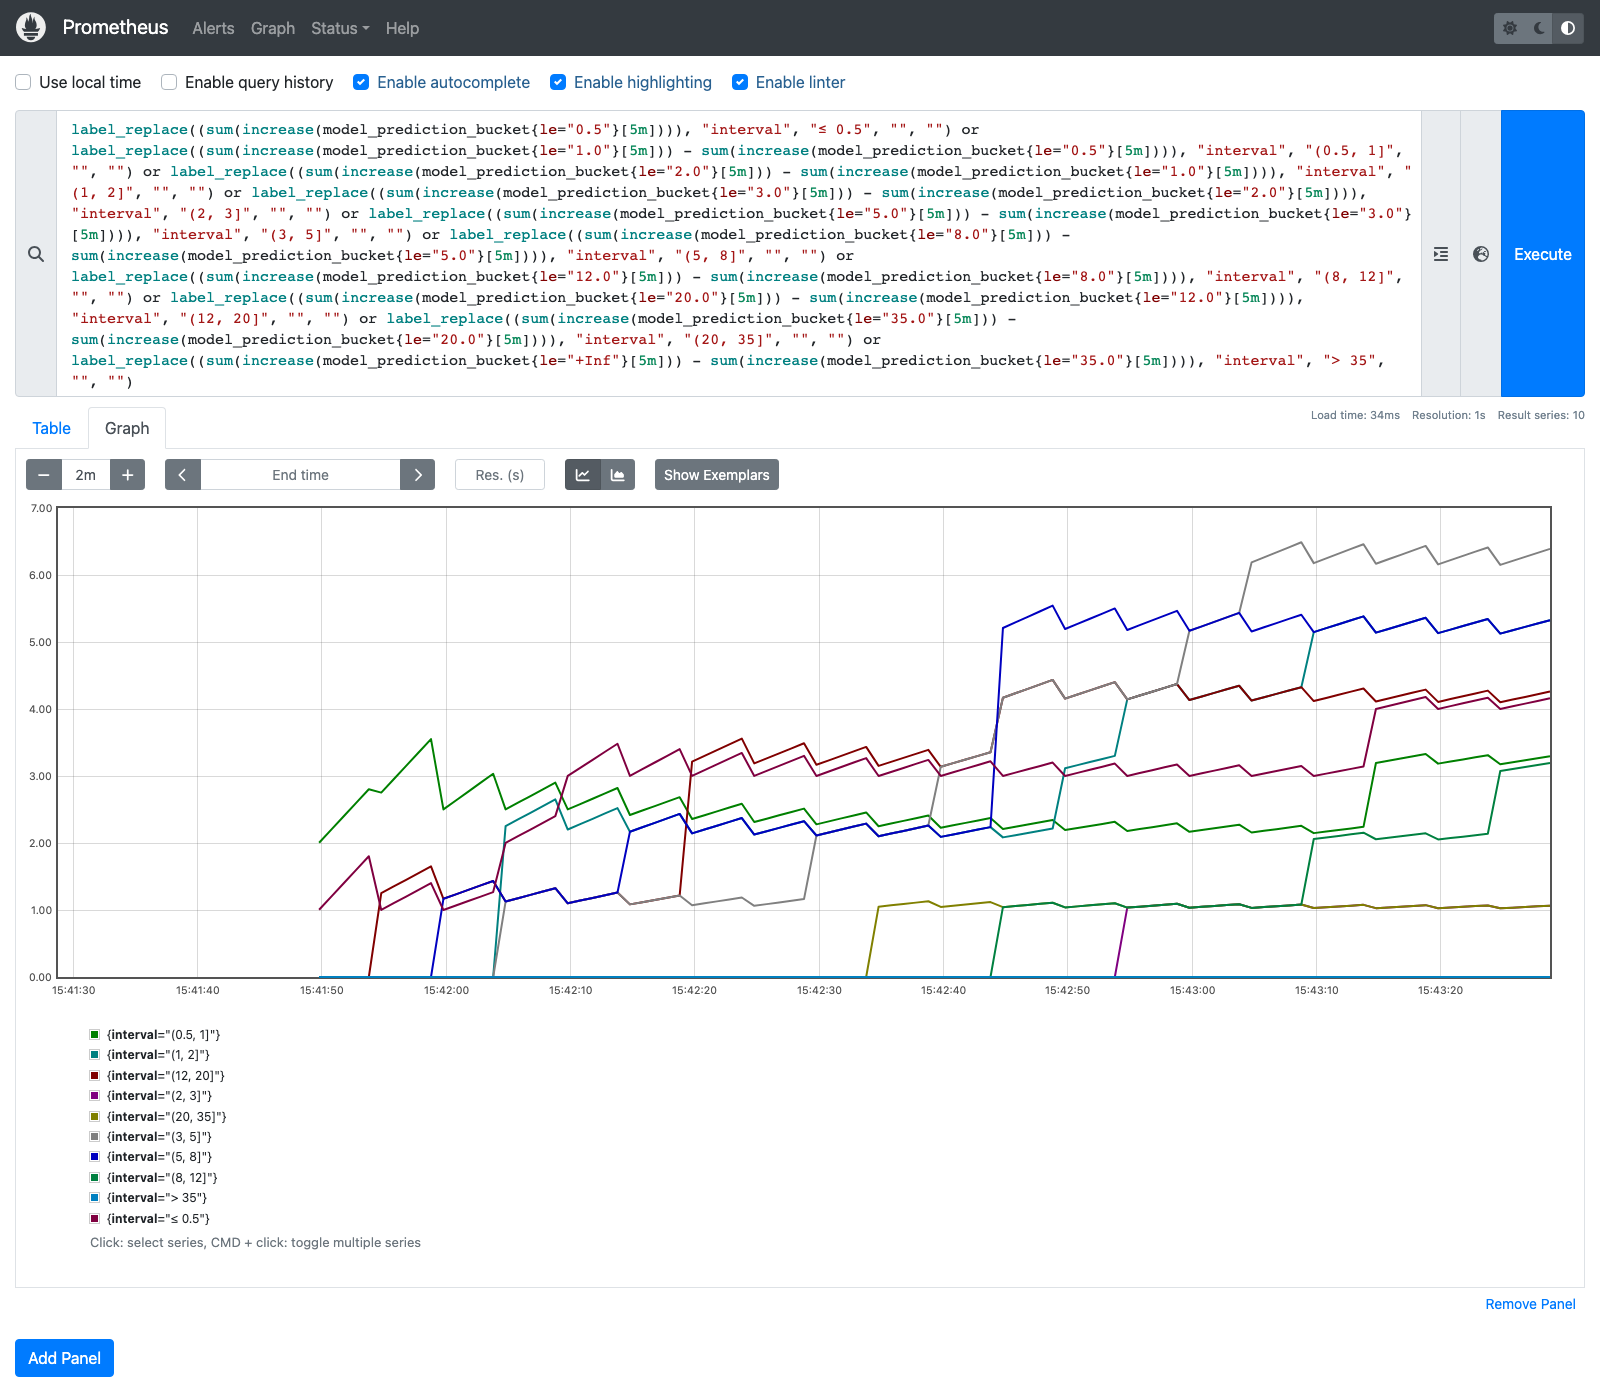 Prometheus Alerts Graph Status Help
Use local time Enable query history Enable autocomplete Enable highlighting Enable linter
label_replace((sum(increase(model_prediction_bucket{le="0.5"}[5m]))), "interval", "≤ 0.5", "", "") or
label_replace((sum(increase(model_prediction_bucket{le="1.0"}[5m])) - sum(increase(model_prediction_bucket{le="0.5"}[5m]))), "interval", "(0.5, 1]",
"", "") or label_replace((sum(increase(model_prediction_bucket{le="2.0"}[5m])) - sum(increase(model_prediction_bucket{le="1.0"}[5m]))), "interval", "
(1, 2]", "", "") or label_replace((sum(increase(model_prediction_bucket{le="3.0"}[5m])) - sum(increase(model_prediction_bucket{le="2.0"}[5m]))),
"interval", "(2, 3]", "", "") or label_replace((sum(increase(model_prediction_bucket{le="5.0"}[5m])) - sum(increase(model_prediction_bucket{le="3.0"}
[5m]))), "interval", "(3, 5]", "", "") or label_replace((sum(increase(model_prediction_bucket{le="8.0"}[5m])) -
sum(increase(model_prediction_bucket{le="5.0"}[5m]))), "interval", "(5, 8]", "", "") or
label_replace((sum(increase(model_prediction_bucket{le="12.0"}[5m])) - sum(increase(model_prediction_bucket{le="8.0"}[5m]))), "interval", "(8, 12]",
"", "") or label_replace((sum(increase(model_prediction_bucket{le="20.0"}[5m])) - sum(increase(model_prediction_bucket{le="12.0"}[5m]))),
"interval", "(12, 20]", "", "") or label_replace((sum(increase(model_prediction_bucket{le="35.0"}[5m])) -
sum(increase(model_prediction_bucket{le="20.0"}[5m]))), "interval", "(20, 35]", "", "") or
label_replace((sum(increase(model_prediction_bucket{le="+Inf"}[5m])) - sum(increase(model_prediction_bucket{le="35.0"}[5m]))), "interval", "> 35",
"", "")
Execute
Load time: 34ms Resolution: 1s Result series: 10
Table Graph
2m End time Res. (s) Show Exemplars
7.00
6.00
5.00
4.00
3.00
2.00
1.00
0.00
15:41:30 15:41:40 15:41:50 15:42:00 15:42:10 15:42:20 15:42:30 15:42:40 15:42:50 15:43:00 15:43:10 15:43:20
{interval="(0.5, 1]"}
{interval="(1, 2]"}
{interval="(12, 20]"}
{interval="(2, 3]"}
{interval="(20, 35]"}
{interval="(3, 5]"}
{interval="(5, 8]"}
{interval="(8, 12]"}
{interval="> 35"}
{interval="≤ 0.5"}
Click: select series, CMD + click: toggle multiple series
Remove Panel
Add Panel